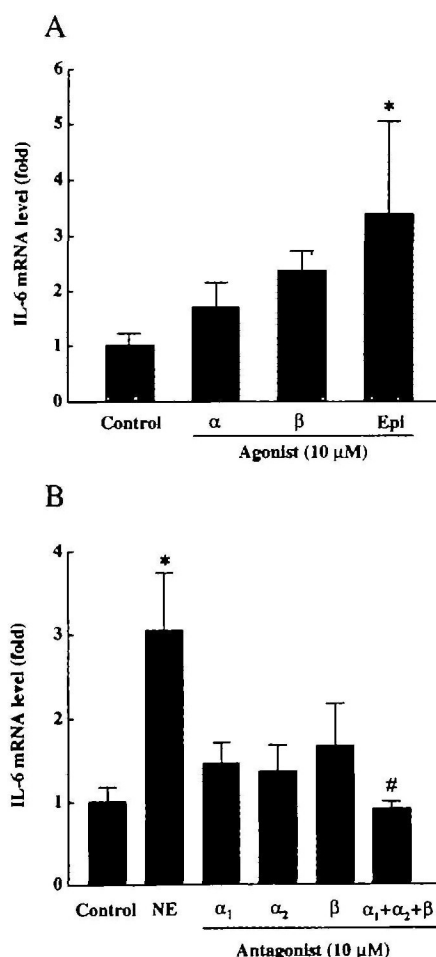 A
IL-6 mRNA level (fold)
6
5
4
3
2
1
0
*
Control α β Epi
Agonist (10 μM)
B
IL-6 mRNA level (fold)
4
3
2
1
0
*
#
Control NE α₁ α₂ β α₁+α₂+β
Antagonist (10 μM)